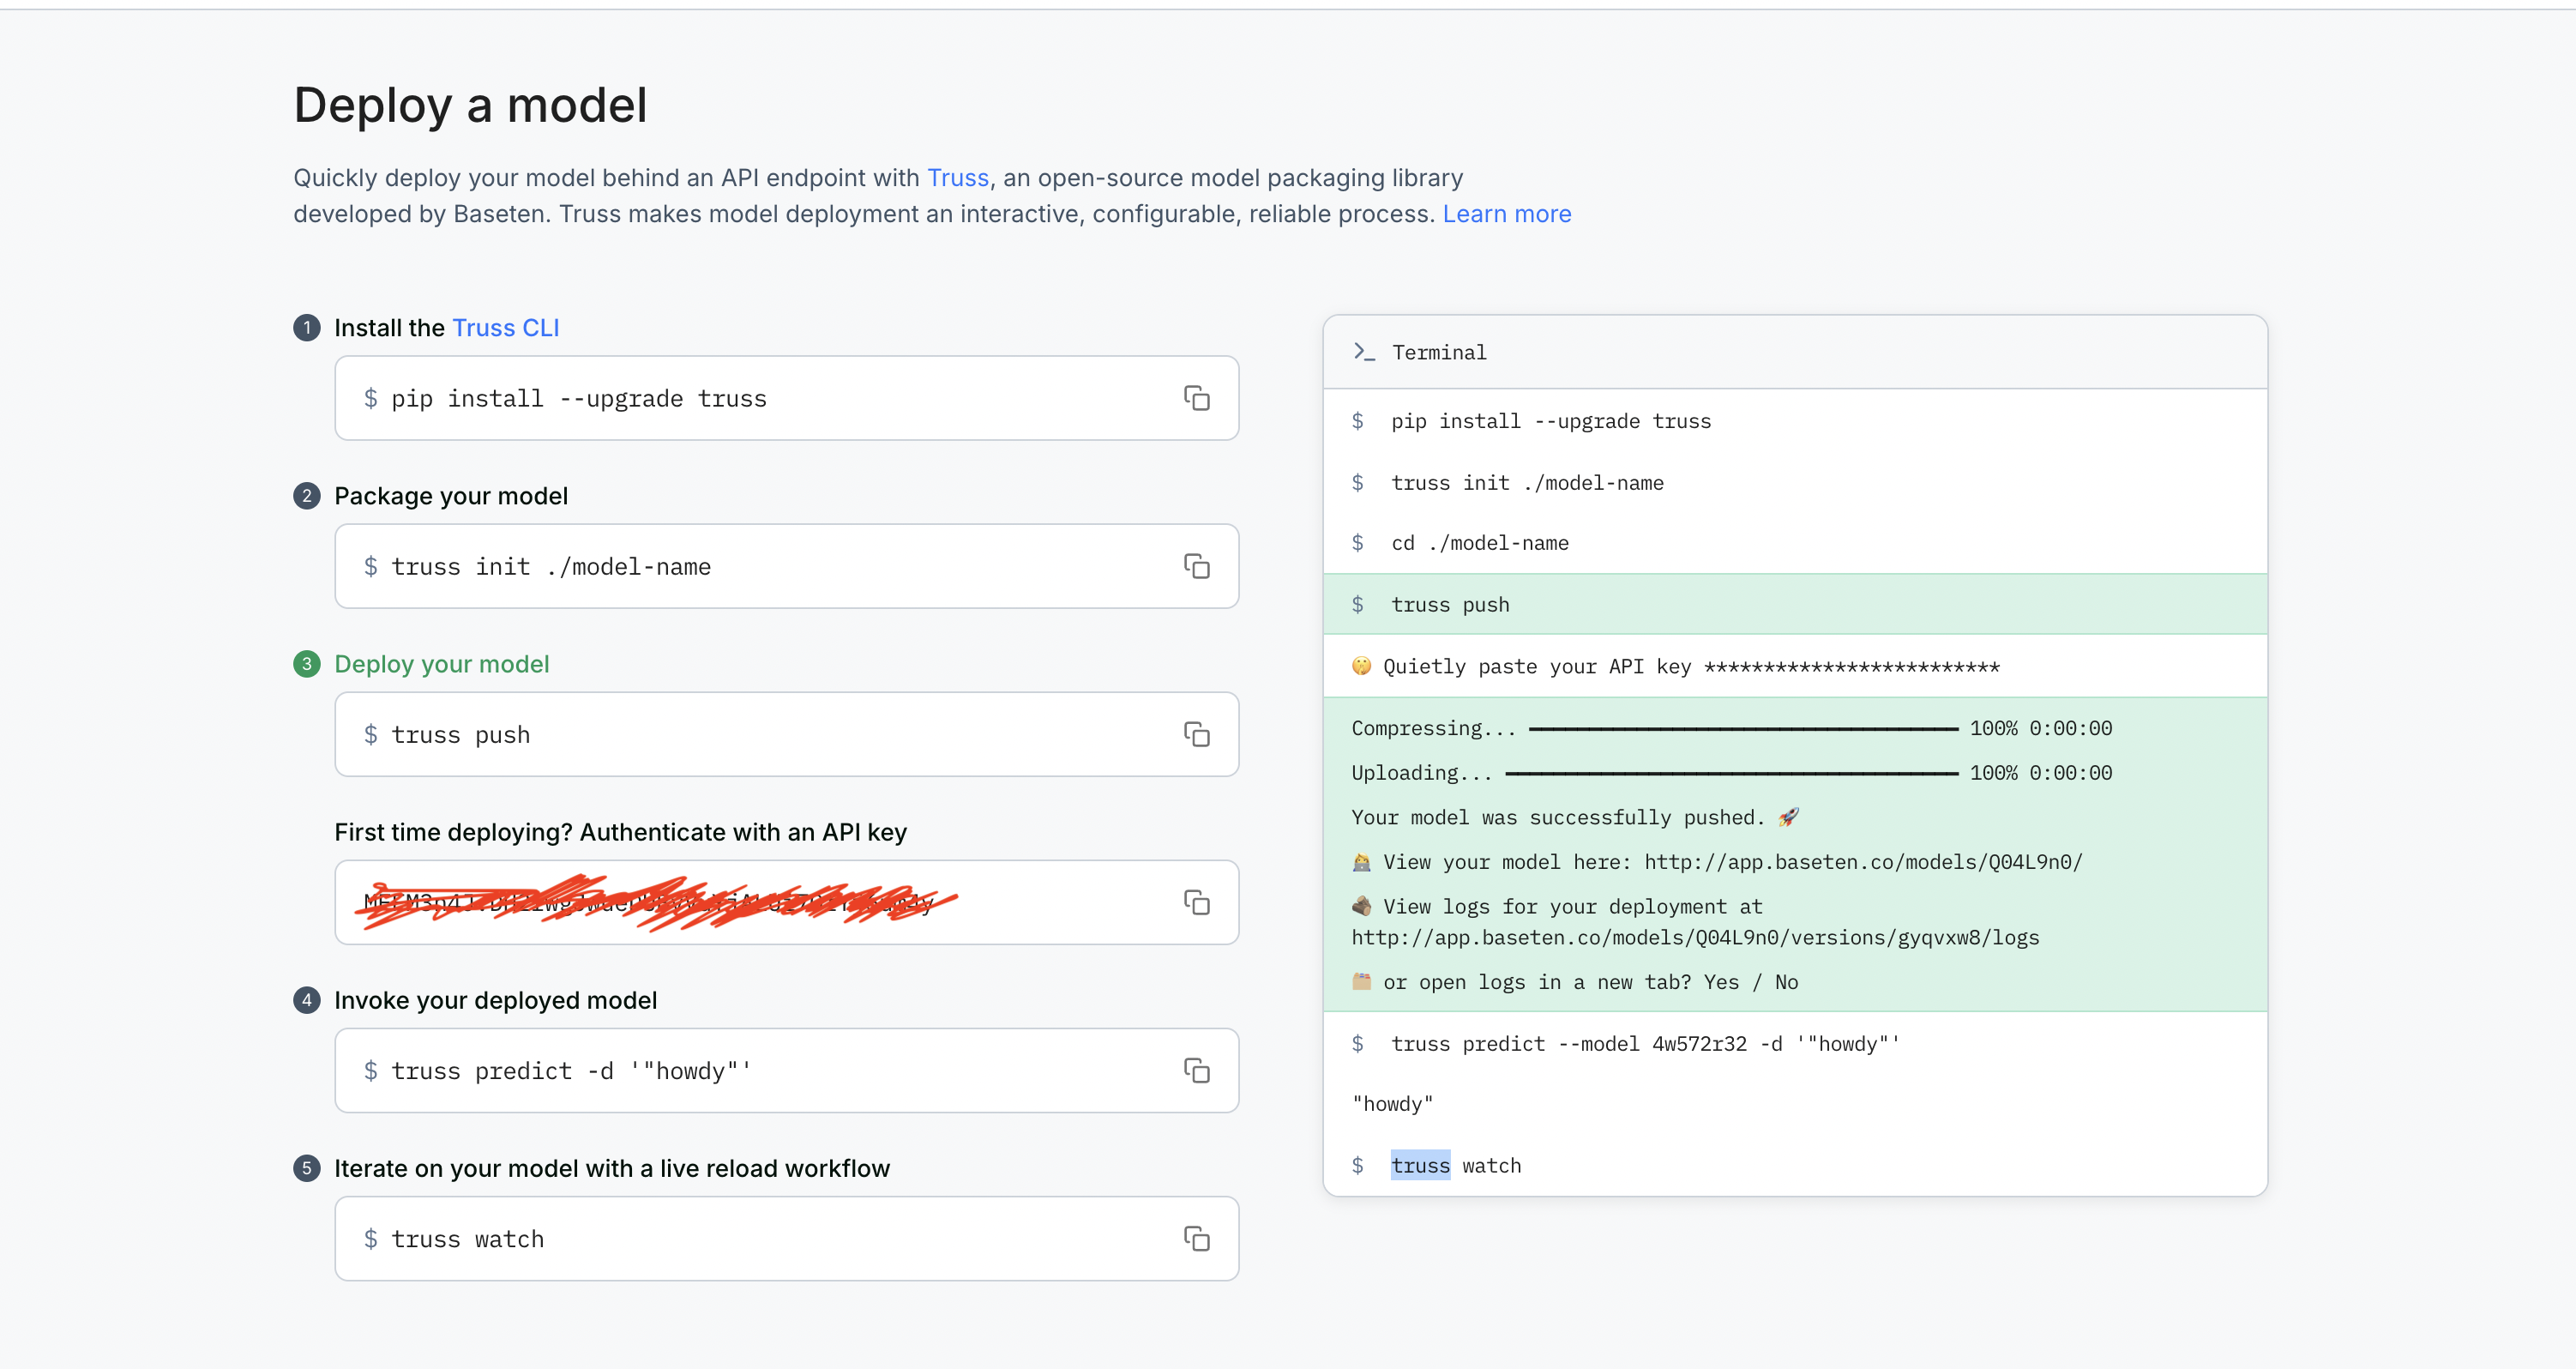 Deploy a model
Quickly deploy your model behind an API endpoint with Truss, an open-source model packaging library
developed by Baseten. Truss makes model deployment an interactive, configurable, reliable process. Learn more
1 Install the Truss CLI
$ pip install --upgrade truss
2 Package your model
$ truss init ./model-name
3 Deploy your model
$ truss push
First time deploying? Authenticate with an API key
4 Invoke your deployed model
$ truss predict -d '"howdy"'
5 Iterate on your model with a live reload workflow
$ truss watch
Terminal
$ pip install --upgrade truss
$ truss init ./model-name
$ cd ./model-name
$ truss push
🤫 Quietly paste your API key *************************
Compressing... 100% 0:00:00
Uploading... 100% 0:00:00
Your model was successfully pushed. 🚀
👩‍💻 View your model here: http://app.baseten.co/models/Q04L9n0/
🪵 View logs for your deployment at
http://app.baseten.co/models/Q04L9n0/versions/gyqvxw8/logs
🗂 or open logs in a new tab? Yes / No
$ truss predict --model 4w572r32 -d '"howdy"'
"howdy"
$ truss watch